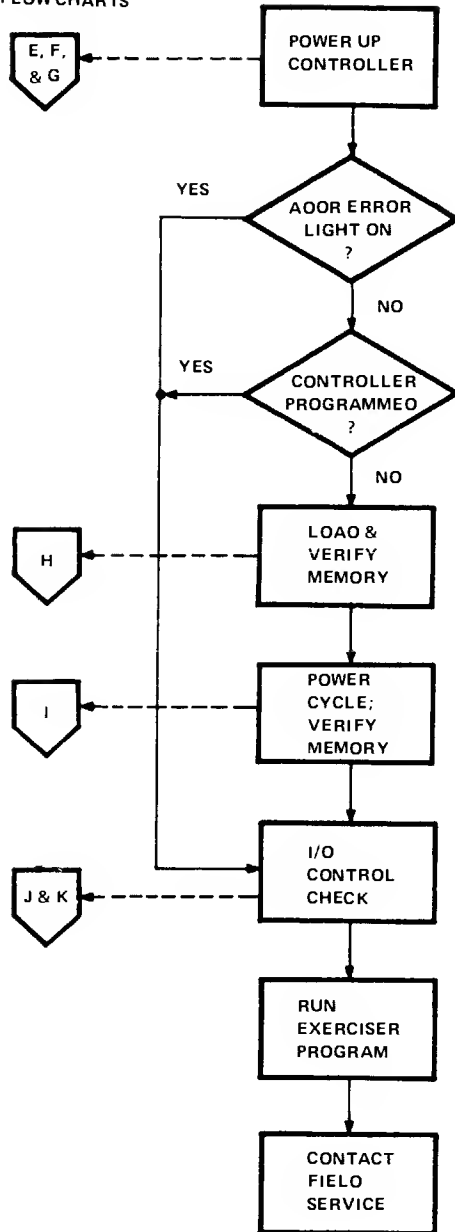 FLOW CHARTS
E, F,
& G
POWER UP
CONTROLLER
YES
AOOR ERROR
LIGHT ON
?
NO
YES
CONTROLLER
PROGRAMMEO
?
NO
H
LOAO &
VERIFY
MEMORY
I
POWER
CYCLE;
VERIFY
MEMORY
I/O
CONTROL
CHECK
J & K
RUN
EXERCISER
PROGRAM
CONTACT
FIELO
SERVICE